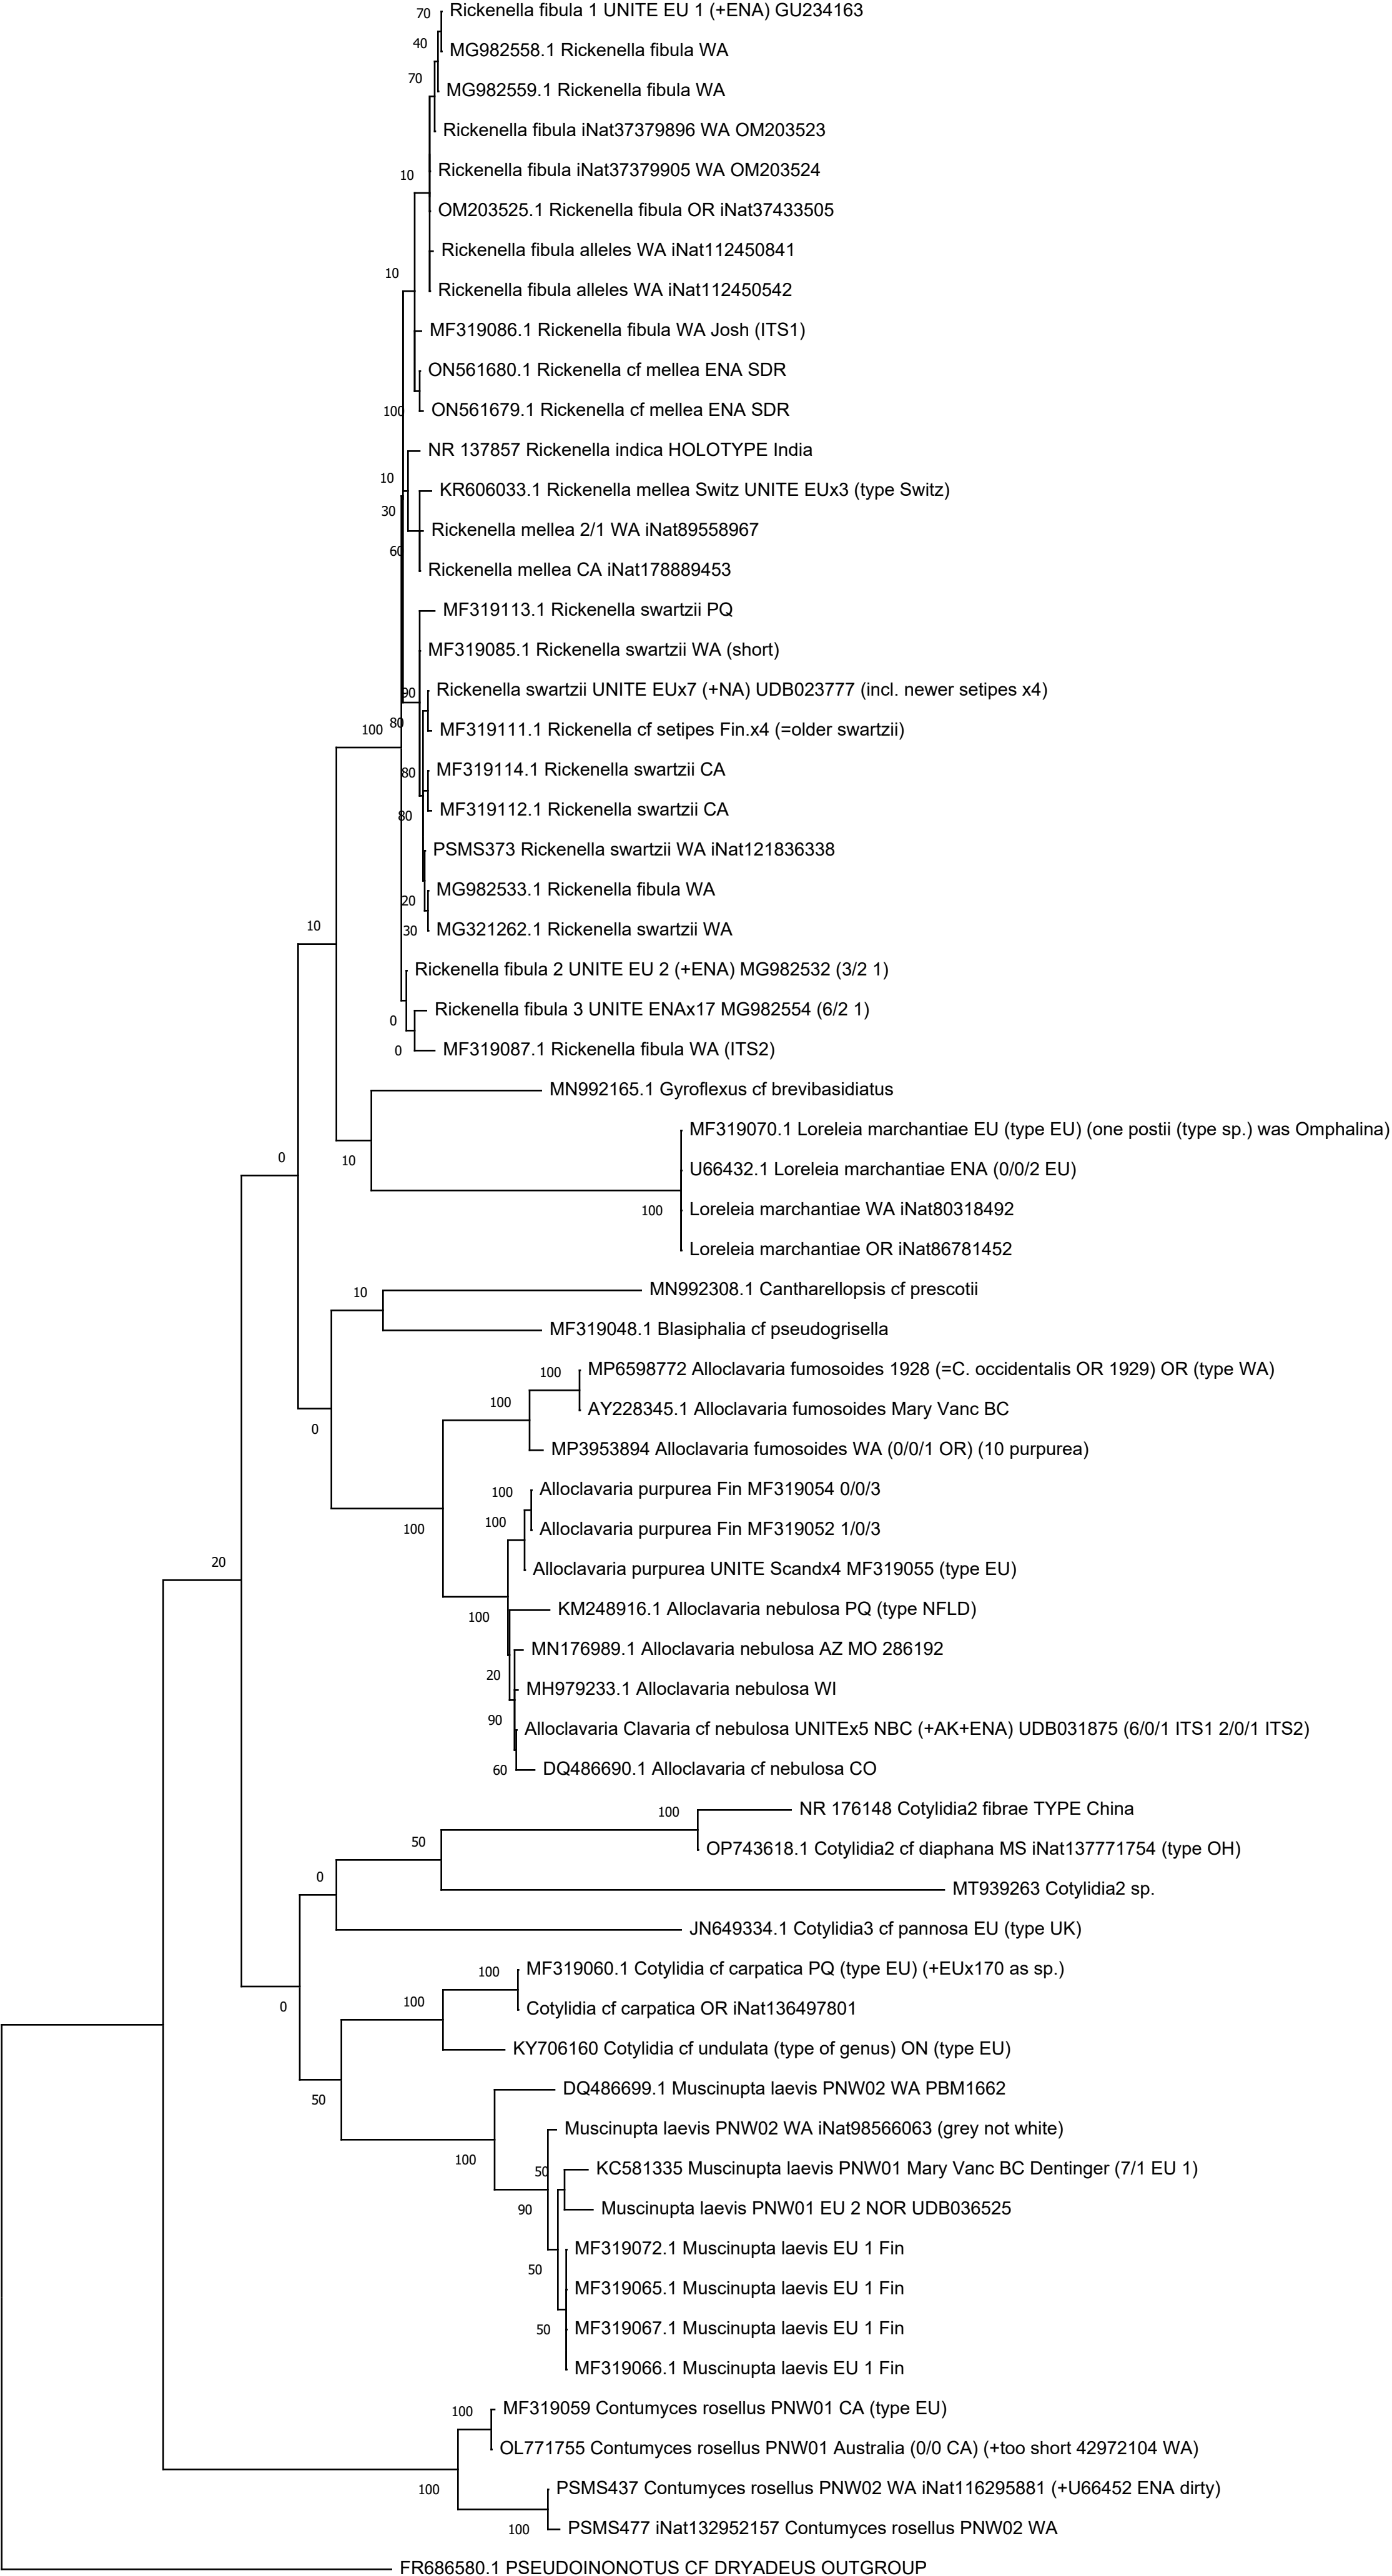 70
Rickenella fibula 1 UNITE EU 1 (+ENA) GU234163
40
MG982558.1 Rickenella fibula WA
70
MG982559.1 Rickenella fibula WA
Rickenella fibula iNat37379896 WA OM203523
10
Rickenella fibula iNat37379905 WA OM203524
OM203525.1 Rickenella fibula OR iNat37433505
Rickenella fibula alleles WA iNat112450841
10
Rickenella fibula alleles WA iNat112450542
MF319086.1 Rickenella fibula WA Josh (ITS1)
ON561680.1 Rickenella cf mellea ENA SDR
100
ON561679.1 Rickenella cf mellea ENA SDR
NR 137857 Rickenella indica HOLOTYPE India
10
KR606033.1 Rickenella mellea Switz UNITE EUx3 (type Switz)
30
Rickenella mellea 2/1 WA iNat89558967
60
Rickenella mellea CA iNat178889453
MF319113.1 Rickenella swartzii PQ
MF319085.1 Rickenella swartzii WA (short)
90
Rickenella swartzii UNITE EUx7 (+NA) UDB023777 (incl. newer setipes x4)
100
80
MF319111.1 Rickenella cf setipes Fin.x4 (=older swartzii)
80
MF319114.1 Rickenella swartzii CA
80
MF319112.1 Rickenella swartzii CA
PSMS373 Rickenella swartzii WA iNat121836338
20
MG982533.1 Rickenella fibula WA
10
30
MG321262.1 Rickenella swartzii WA
Rickenella fibula 2 UNITE EU 2 (+ENA) MG982532 (3/2 1)
0
Rickenella fibula 3 UNITE ENAx17 MG982554 (6/2 1)
0
MF319087.1 Rickenella fibula WA (ITS2)
MN992165.1 Gyroflexus cf brevibasidiatus
MF319070.1 Loreleia marchantiae EU (type EU) (one postii (type sp.) was Omphalina)
0
10
U66432.1 Loreleia marchantiae ENA (0/0/2 EU)
100
Loreleia marchantiae WA iNat80318492
Loreleia marchantiae OR iNat86781452
10
MN992308.1 Cantharellopsis cf prescotii
MF319048.1 Blasiphalia cf pseudogrisella
100
MP6598772 Alloclavaria fumosoides 1928 (=C. occidentalis OR 1929) OR (type WA)
100
AY228345.1 Alloclavaria fumosoides Mary Vanc BC
0
MP3953894 Alloclavaria fumosoides WA (0/0/1 OR) (10 purpurea)
100
Alloclavaria purpurea Fin MF319054 0/0/3
100
100
Alloclavaria purpurea Fin MF319052 1/0/3
20
Alloclavaria purpurea UNITE Scandx4 MF319055 (type EU)
100
KM248916.1 Alloclavaria nebulosa PQ (type NFLD)
MN176989.1 Alloclavaria nebulosa AZ MO 286192
20
MH979233.1 Alloclavaria nebulosa WI
90
Alloclavaria Clavaria cf nebulosa UNITEx5 NBC (+AK+ENA) UDB031875 (6/0/1 ITS1 2/0/1 ITS2)
60
DQ486690.1 Alloclavaria cf nebulosa CO
100
NR 176148 Cotylidia2 fibrae TYPE China
50
OP743618.1 Cotylidia2 cf diaphana MS iNat137771754 (type OH)
0
MT939263 Cotylidia2 sp.
JN649334.1 Cotylidia3 cf pannosa EU (type UK)
100
MF319060.1 Cotylidia cf carpatica PQ (type EU) (+EUx170 as sp.)
0
100
Cotylidia cf carpatica OR iNat136497801
KY706160 Cotylidia cf undulata (type of genus) ON (type EU)
50
DQ486699.1 Muscinupta laevis PNW02 WA PBM1662
100
Muscinupta laevis PNW02 WA iNat98566063 (grey not white)
50
KC581335 Muscinupta laevis PNW01 Mary Vanc BC Dentinger (7/1 EU 1)
90
Muscinupta laevis PNW01 EU 2 NOR UDB036525
MF319072.1 Muscinupta laevis EU 1 Fin
50
MF319065.1 Muscinupta laevis EU 1 Fin
50
MF319067.1 Muscinupta laevis EU 1 Fin
MF319066.1 Muscinupta laevis EU 1 Fin
100
MF319059 Contumyces rosellus PNW01 CA (type EU)
OL771755 Contumyces rosellus PNW01 Australia (0/0 CA) (+too short 42972104 WA)
100
PSMS437 Contumyces rosellus PNW02 WA iNat116295881 (+U66452 ENA dirty)
100
PSMS477 iNat132952157 Contumyces rosellus PNW02 WA
FR686580.1 PSEUDOINONOTUS CF DRYADEUS OUTGROUP